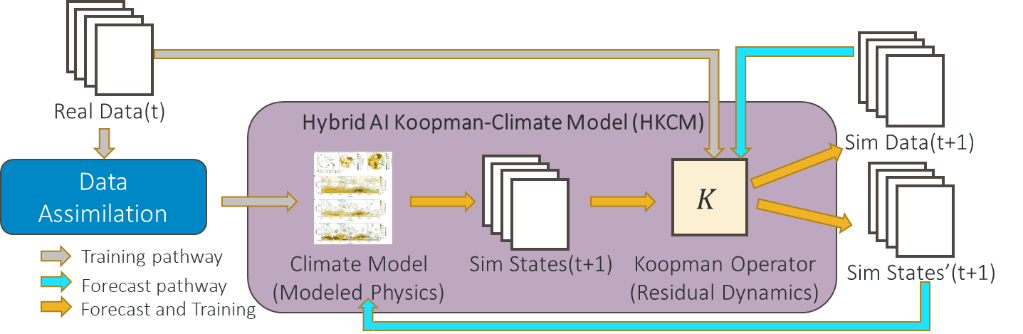 Real Data(t)
Hybrid AI Koopman-Climate Model (HKCM)
Sim Data(t+1)
Data
Assimilation
K
Training pathway
Forecast pathway
Forecast and Training
Climate Model
(Modeled Physics)
Sim States(t+1)
Koopman Operator
(Residual Dynamics)
Sim States’(t+1)